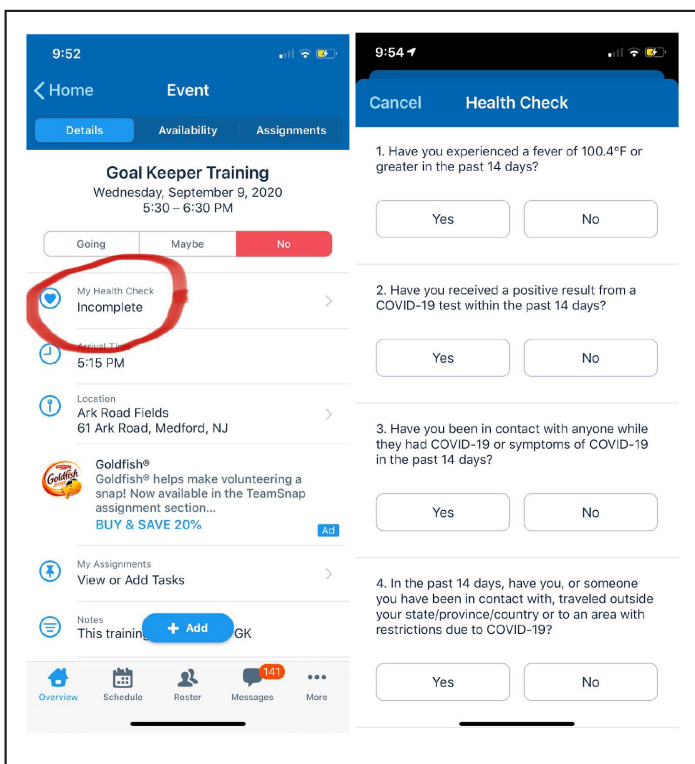 9:52
Home
Event
Details
Availability
Assignments
Goal Keeper Training
Wednesday, September 9, 2020
5:30 – 6:30 PM
Going
Maybe
No
My Health Check
Incomplete
Arrival Time
5:15 PM
Location
Ark Road Fields
61 Ark Road, Medford, NJ
Goldfish
Goldfish®
Goldfish® helps make volunteering a
snap! Now available in the TeamSnap
assignment section...
BUY & SAVE 20%
Ad
My Assignments
View or Add Tasks
Notes
This training
GK
+ Add
141
Overview
Schedule
Roster
Messages
More
9:54
Cancel
Health Check
1. Have you experienced a fever of 100.4°F or
greater in the past 14 days?
Yes
No
2. Have you received a positive result from a
COVID-19 test within the past 14 days?
Yes
No
3. Have you been in contact with anyone while
they had COVID-19 or symptoms of COVID-19
in the past 14 days?
Yes
No
4. In the past 14 days, have you, or someone
you have been in contact with, traveled outside
your state/province/country or to an area with
restrictions due to COVID-19?
Yes
No